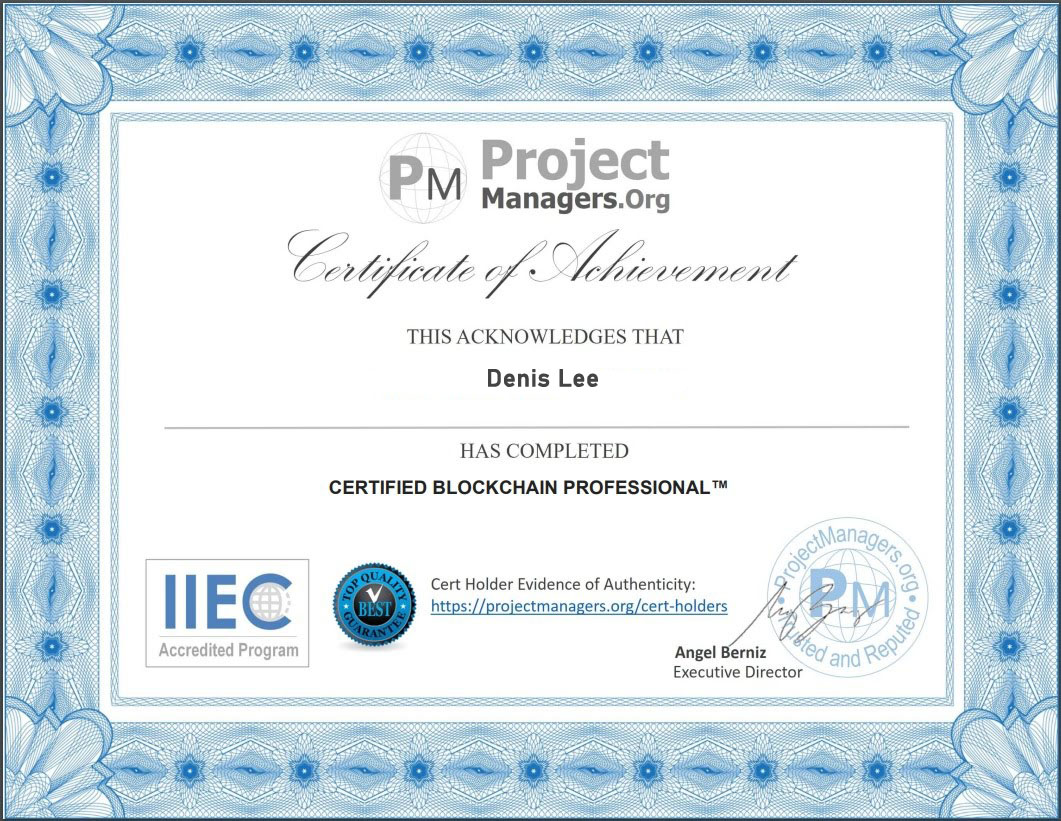 PM Project
Managers.Org
Certificate of Achievement
THIS ACKNOWLEDGES THAT
Denis Lee
HAS COMPLETED
CERTIFIED BLOCKCHAIN PROFESSIONAL™
IIEC
Accredited Program
TOP QUALITY
BEST
GUARANTEE
Cert Holder Evidence of Authenticity:
https://projectmanagers.org/cert-holders
ProjectManagers.org
PM
Trusted and Reputed
Angel Berniz
Executive Director